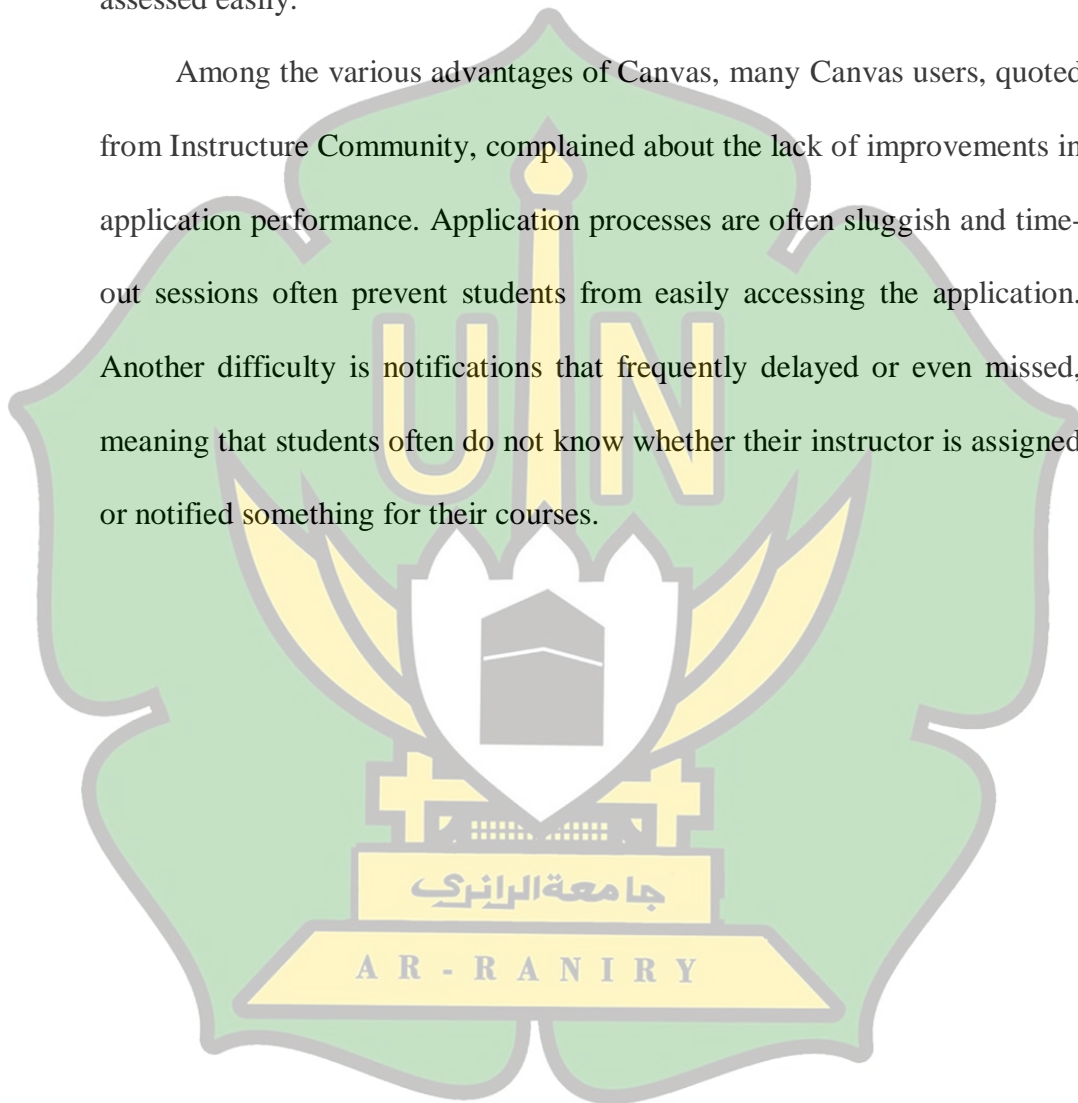 assessed easily.
Among the various advantages of Canvas, many Canvas users, quoted
from Instructure Community, complained about the lack of improvements in
application performance. Application processes are often sluggish and time-
out sessions often prevent students from easily accessing the application.
Another difficulty is notifications that frequently delayed or even missed,
meaning that students often do not know whether their instructor is assigned
or notified something for their courses.
UIN
جامعةالرانرك
AR-RANIRY